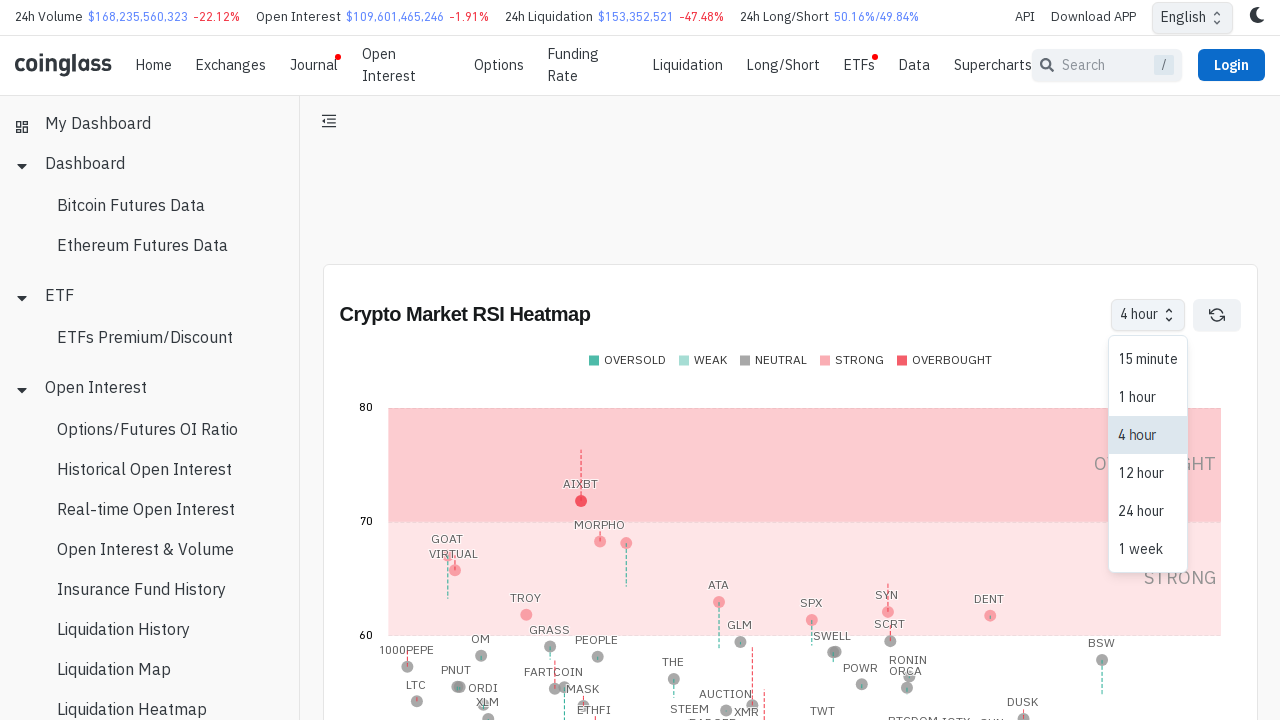 24h Volume $168,235,560,323 -22.12% Open Interest $109,601,465,246 -1.91% 24h Liquidation $153,352,521 -47.48% 24h Long/Short 50.16%/49.84% API Download APP English
coinglass Home Exchanges Journal Open Interest Options Funding Rate Liquidation Long/Short ETFs Data Supercharts Search / Login
My Dashboard
Dashboard
Bitcoin Futures Data
Ethereum Futures Data
ETF
ETFs Premium/Discount
Open Interest
Options/Futures OI Ratio
Historical Open Interest
Real-time Open Interest
Open Interest & Volume
Insurance Fund History
Liquidation History
Liquidation Map
Liquidation Heatmap
Crypto Market RSI Heatmap
4 hour
15 minute
1 hour
4 hour
12 hour
24 hour
1 week
OVERSOLD WEAK NEUTRAL STRONG OVERBOUGHT
80
AIXBT
70
MORPHO
GOAT
VIRTUAL
STRONG
TROY
ATA
SPX
SYN
DENT
SCRT
60
GRASS
GLM
SWELL
OM
PEOPLE
BSW
1000PEPE
THE
RONIN
PNUT
FARTCOIN
POWR
ORCA
LTC
ORDI
MASK
AUCTION
XLM
ETHFI
STEEM
XMR
TWT
DUSK